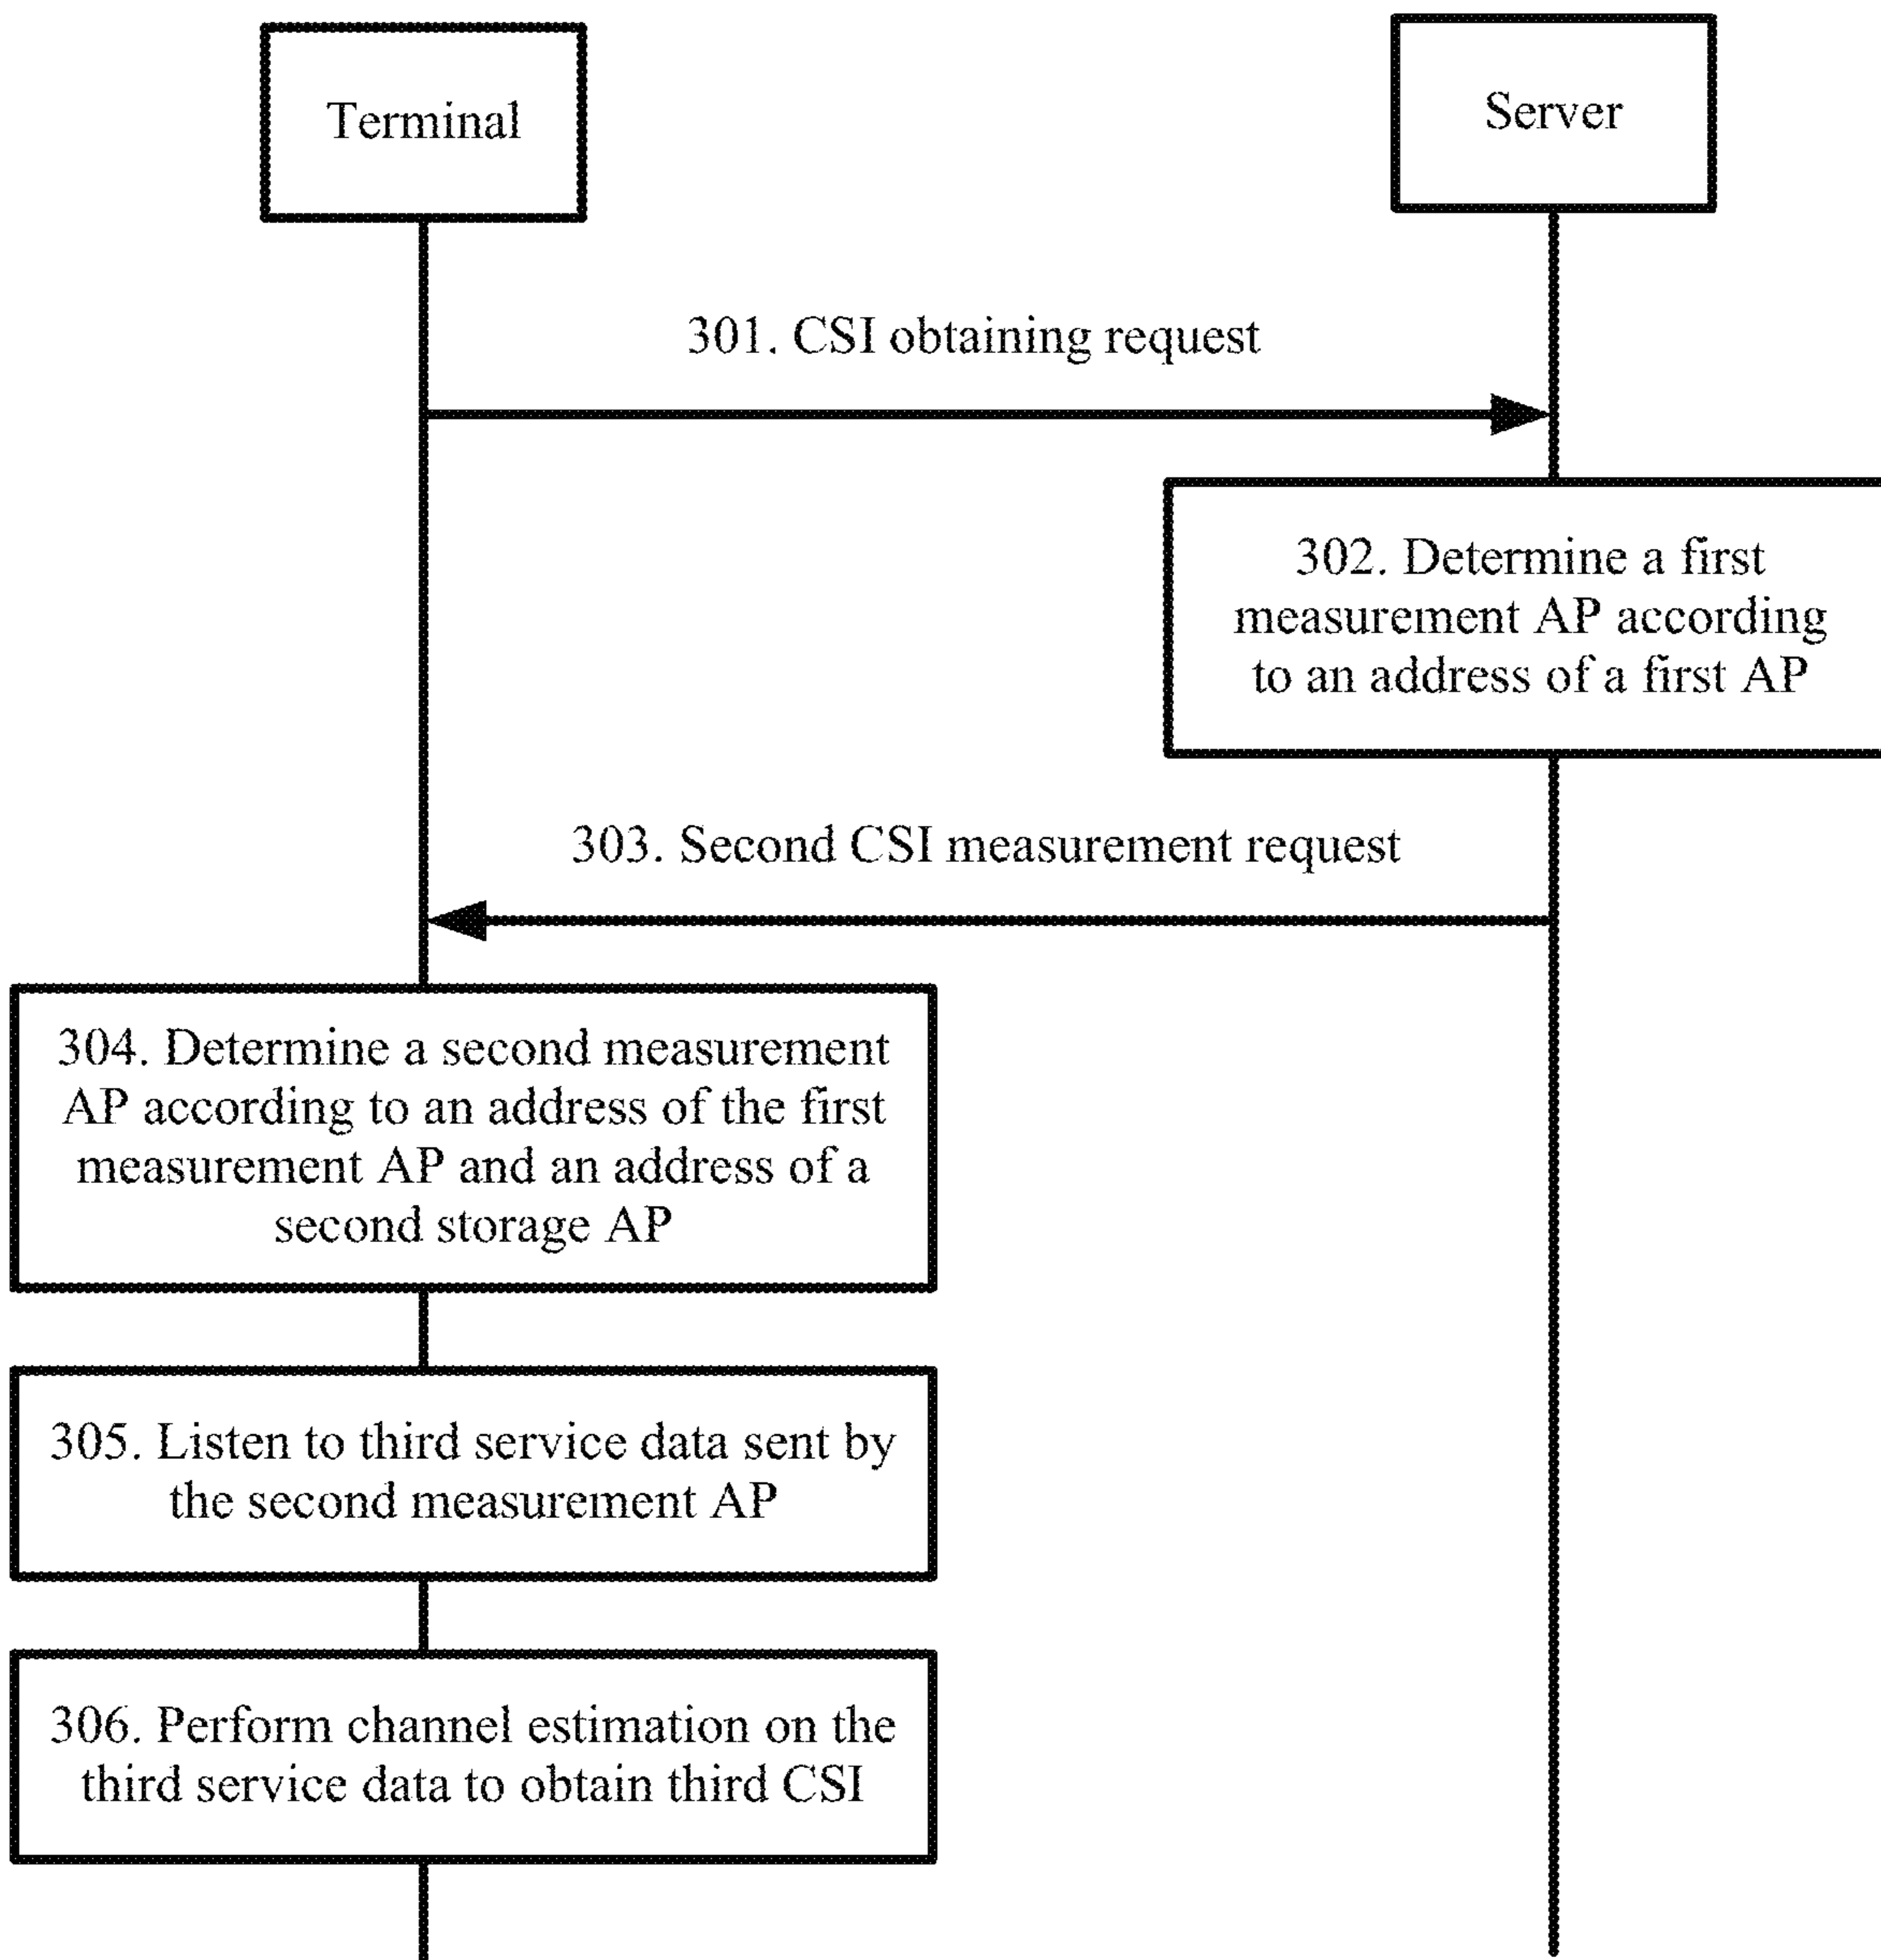 Terminal
Server
301. CSI obtaining request
302. Determine a first
measurement AP according
to an address of a first AP
303. Second CSI measurement request
304. Determine a second measurement
AP according to an address of the first
measurement AP and an address of a
second storage AP
305. Listen to third service data sent by
the second measurement AP
306. Perform channel estimation on the
third service data to obtain third CSI